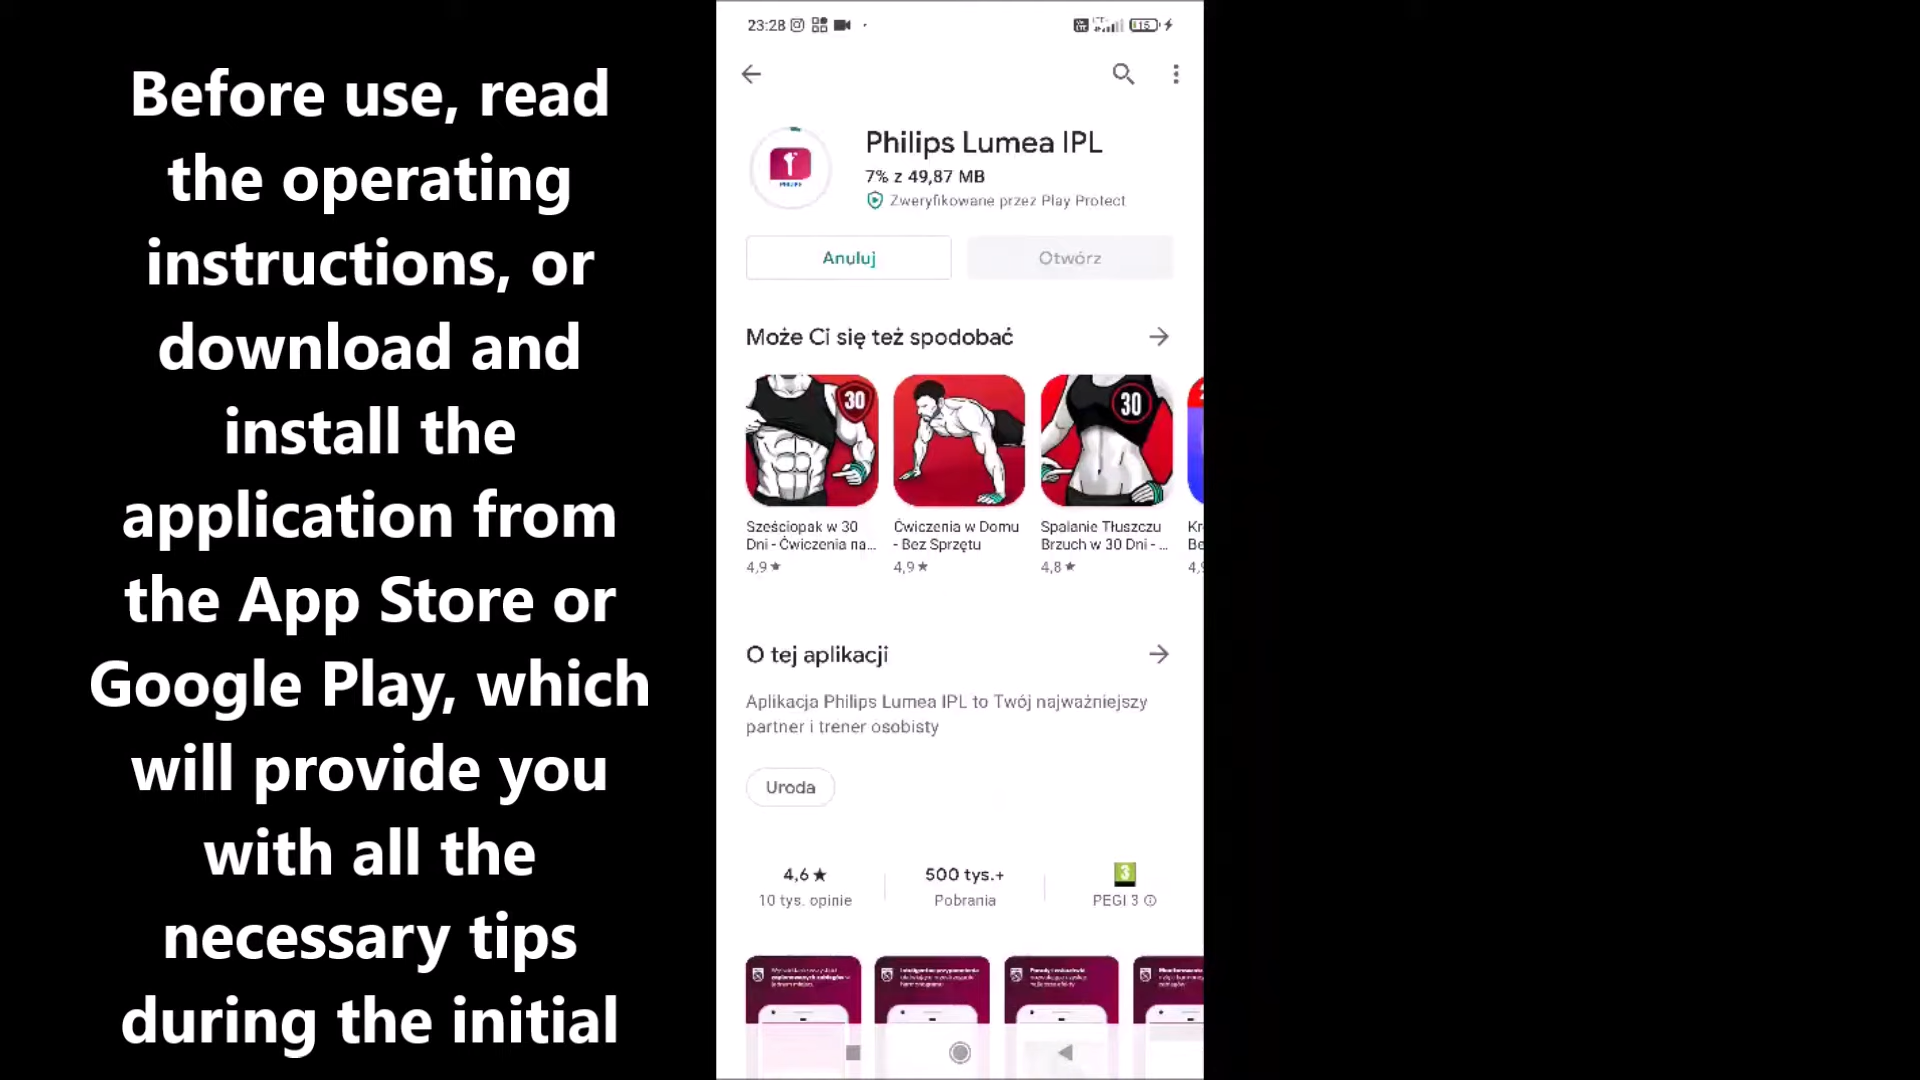 Before use, read
the operating
instructions, or
download and
install the
application from
the App Store or
Google Play, which
will provide you
with all the
necessary tips
during the initial
23:28
15
Philips Lumea IPL
7% z 49,87 MB
Zweryfikowane przez Play Protect
Anuluj
Otwórz
Może Ci się też spodobać
30
30
Sześciopak w 30
Dni - Ćwiczenia na...
4,9★
Ćwiczenia w Domu
- Bez Sprzętu
4,9★
Spalanie Tłuszczu
Brzuch w 30 Dni - ...
4,8★
Kr
Be
4,9
O tej aplikacji
Aplikacja Philips Lumea IPL to Twój najważniejszy
partner i trener osobisty
Uroda
4,6★
10 tys. opinie
500 tys.+
Pobrania
3
PEGI 3